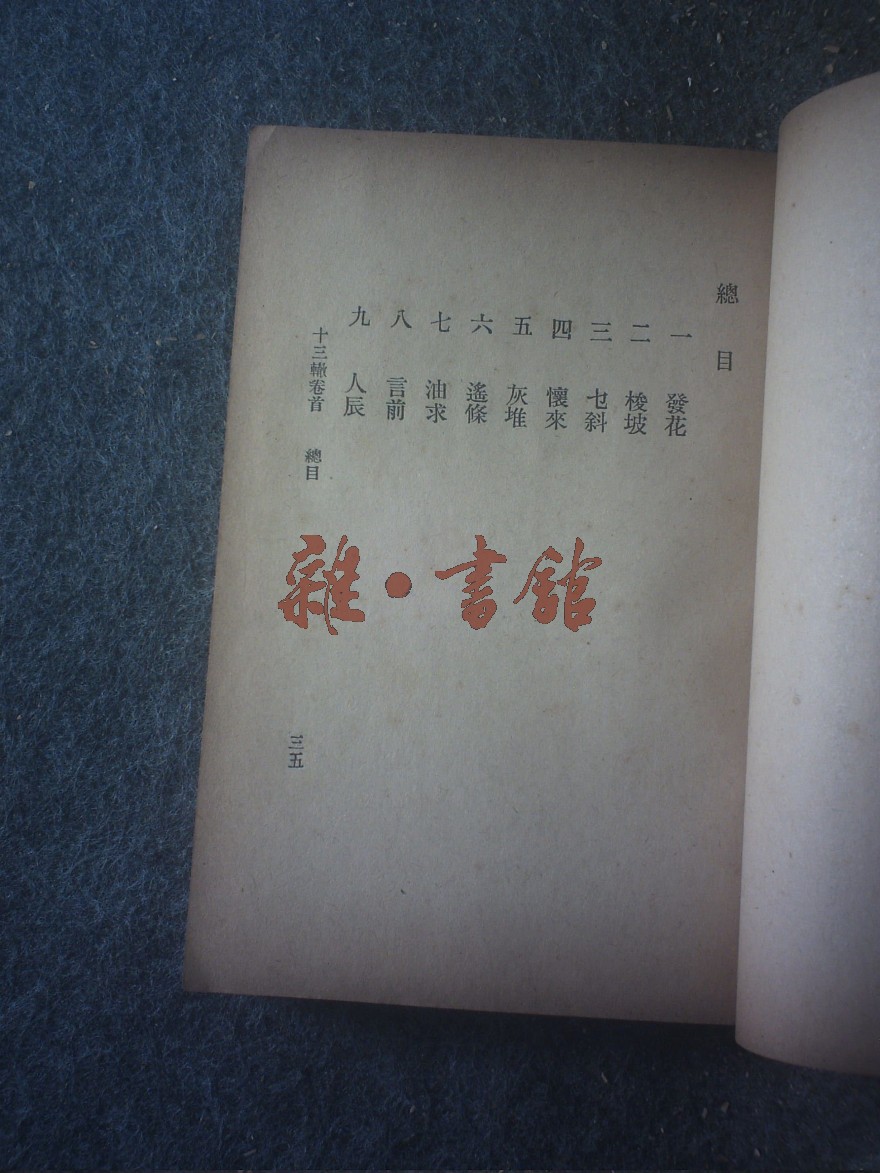 總目
一 發花
二 梭坡
三 乜斜
四 懷來
五 灰堆
六 遙條
七 油求
八 言前
九 人辰
十三轍卷首 總目
三五
雜·書館